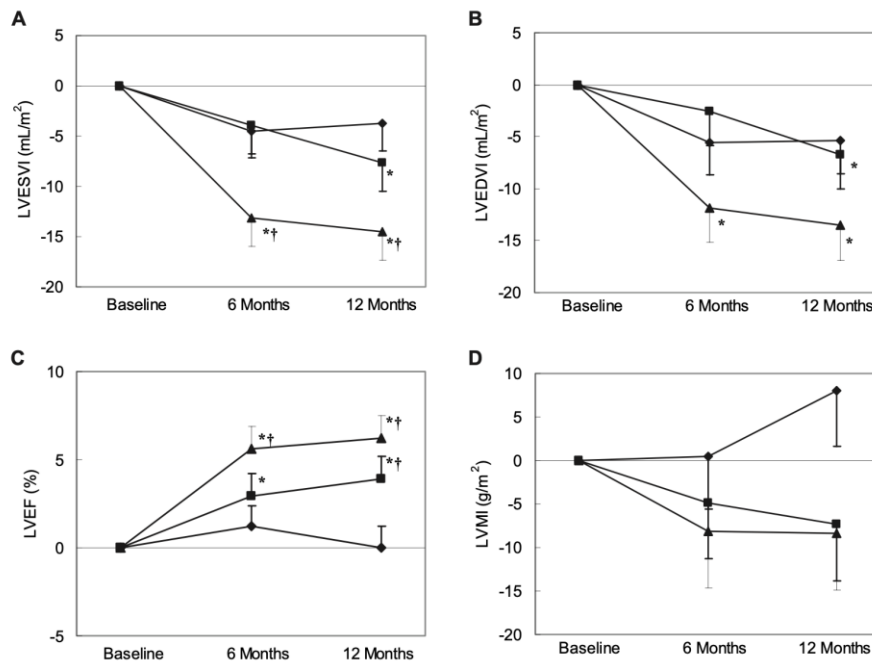 A
LVESVI (mL/m²)
5
0
-5
-10
-15
-20
*
*†
*†
Baseline
6 Months
12 Months
B
LVEDVI (mL/m²)
5
0
-5
-10
-15
-20
*
*
*
Baseline
6 Months
12 Months
C
LVEF (%)
10
5
0
-5
*†
*†
*
*†
Baseline
6 Months
12 Months
D
LVMI (g/m²)
10
5
0
-5
-10
-15
-20
Baseline
6 Months
12 Months